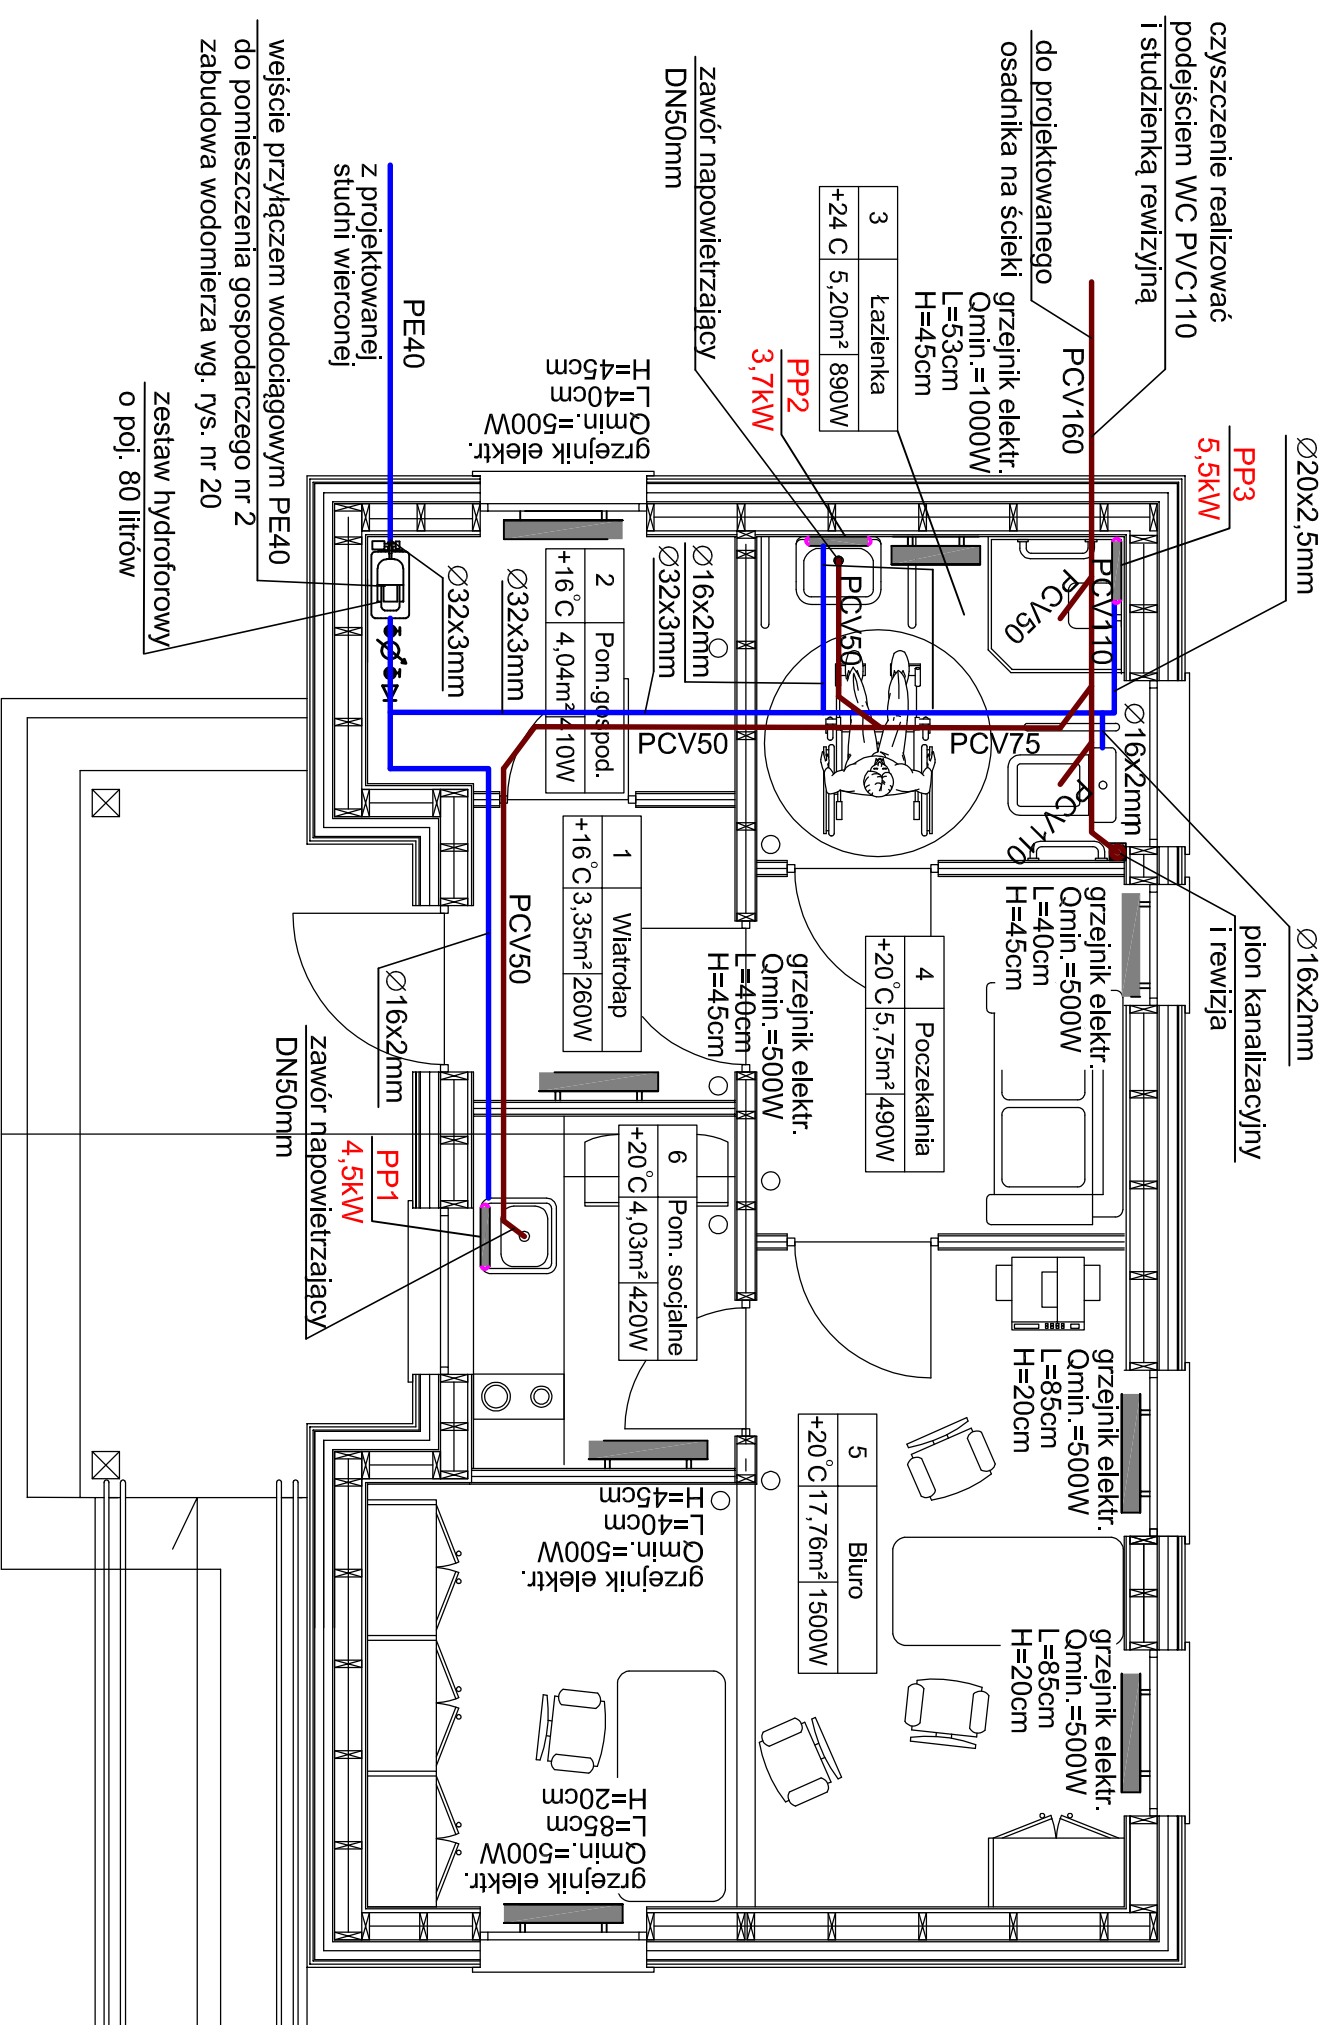 czyszczenie realizować
podejściem WC PVC110
i studzienką rewizyjną
do projektowanego
osadnika na ścieki
PCV160
Ø20x2,5mm
PP3
5,5kW
zawór napowietrzający
DN50mm
3
Łazienka
+24 C
5,20m²
890W
grzejnik elektr.
Qmin.=1000W
L=53cm
H=45cm
PP2
3,7kW
PCV110
PCV50
PCV50
PCV75
Ø16x2mm
PCV110
Ø16x2mm
pion kanalizacyjny
i rewizja
z projektowanej
studni wierconej
PE40
wejście przyłączem wodociągowym PE40
do pomieszczenia gospodarczego nr 2
zabudowa wodomierza wg. rys. nr 20
zestaw hydroforowy
o poj. 80 litrów
grzejnik elektr.
Qmin.=500W
L=40cm
H=45cm
Ø16x2mm
Ø32x3mm
2
Pom.gospod.
+16°C
4,04m²
410W
Ø32x3mm
Ø32x3mm
PCV50
1
Wiatrołap
+16°C
3,35m²
260W
PCV50
Ø16x2mm
zawór napowietrzający
DN50mm
PP1
4,5kW
grzejnik elektr.
Qmin.=500W
L=40cm
H=45cm
4
Poczekalnia
+20°C
5,75m²
490W
grzejnik elektr.
Qmin.=500W
L=40cm
H=45cm
6
Pom. socjalne
+20°C
4,03m²
420W
grzejnik elektr.
Qmin.=500W
L=40cm
H=45cm
5
Biuro
+20°C
17,76m²
1500W
grzejnik elektr.
Qmin.=500W
L=85cm
H=20cm
grzejnik elektr.
Qmin.=500W
L=85cm
H=20cm
grzejnik elektr.
Qmin.=500W
L=85cm
H=20cm